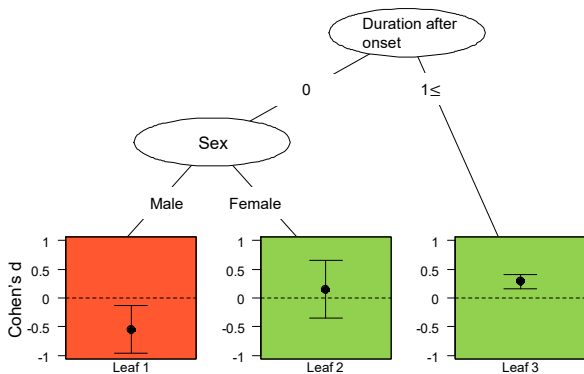 Duration after
onset
0
1≤
Sex
Male
Female
Cohen's d
1
0.5
0
-0.5
-1
Leaf 1
1
0.5
0
-0.5
-1
Leaf 2
1
0.5
0
-0.5
-1
Leaf 3